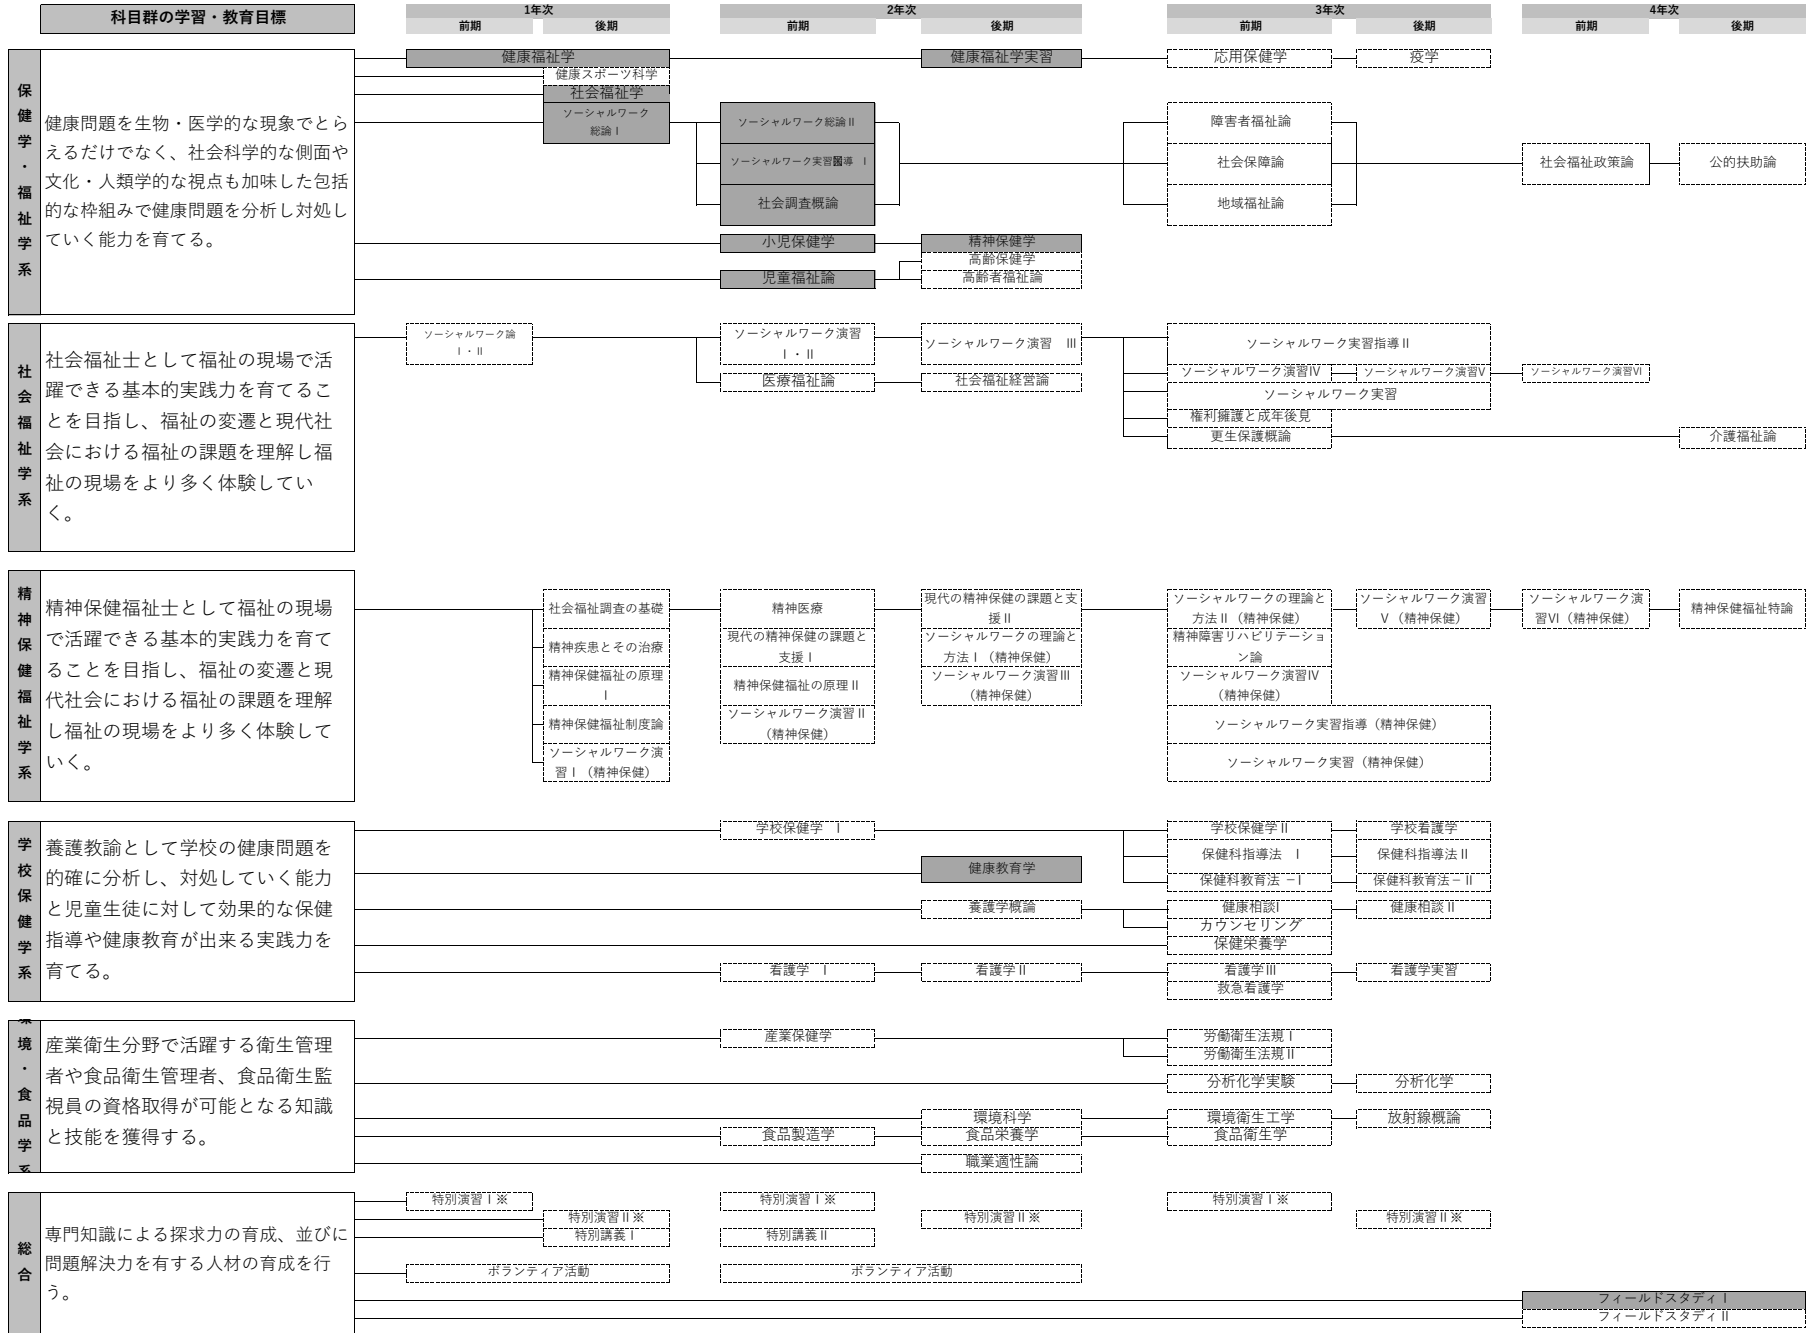 科目群の学習・教育目標
1年次
2年次
3年次
4年次
前期
後期
前期
後期
前期
後期
前期
後期
保健学・福祉学系
健康問題を生物・医学的な現象でとら
えるだけでなく、社会科学的な側面や
文化・人類学的な視点も加味した包括
的な枠組みで健康問題を分析し対処し
ていく能力を育てる。
健康福祉学
健康福祉学実習
応用保健学
疫学
健康スポーツ科学
社会福祉学
ソーシャルワーク
総論Ⅰ
ソーシャルワーク総論Ⅱ
障害者福祉論
ソーシャルワーク実習 導 Ⅰ
社会保障論
社会福祉政策論
公的扶助論
社会調査概論
地域福祉論
小児保健学
精神保健学
高齢保健学
児童福祉論
高齢者福祉論
社会福祉学系
社会福祉士として福祉の現場で活
躍できる基本的実践力を育てるこ
とを目指し、福祉の変遷と現代社
会における福祉の課題を理解し福
祉の現場をより多く体験してい
く。
ソーシャルワーク論
Ⅰ・Ⅱ
ソーシャルワーク演習
Ⅰ・Ⅱ
ソーシャルワーク演習 Ⅲ
ソーシャルワーク実習指導Ⅱ
医療福祉論
社会福祉経営論
ソーシャルワーク演習Ⅳ
ソーシャルワーク演習Ⅴ
ソーシャルワーク演習Ⅵ
ソーシャルワーク実習
権利擁護と成年後見
更生保護概論
介護福祉論
精神保健福祉学系
精神保健福祉士として福祉の現場
で活躍できる基本的実践力を育て
ることを目指し、福祉の変遷と現
代社会における福祉の課題を理解
し福祉の現場をより多く体験して
いく。
社会福祉調査の基礎
精神医療
現代の精神保健の課題と支
援Ⅱ
ソーシャルワークの理論と
方法Ⅱ（精神保健）
ソーシャルワーク演習
Ⅴ（精神保健）
ソーシャルワーク演
習Ⅵ（精神保健）
精神保健福祉特論
精神疾患とその治療
現代の精神保健の課題と
支援Ⅰ
ソーシャルワークの理論と
方法Ⅰ（精神保健）
精神障害リハビリテーショ
ン論
精神保健福祉の原理
Ⅰ
精神保健福祉の原理Ⅱ
ソーシャルワーク演習Ⅲ
（精神保健）
ソーシャルワーク演習Ⅳ
（精神保健）
精神保健福祉制度論
ソーシャルワーク演習Ⅱ
（精神保健）
ソーシャルワーク実習指導（精神保健）
ソーシャルワーク演
習Ⅰ（精神保健）
ソーシャルワーク実習（精神保健）
学校保健学系
養護教諭として学校の健康問題を
的確に分析し、対処していく能力
と児童生徒に対して効果的な保健
指導や健康教育が出来る実践力を
育てる。
学校保健学 Ⅰ
学校保健学Ⅱ
学校看護学
健康教育学
保健科指導法 Ⅰ
保健科指導法Ⅱ
保健科教育法－Ⅰ
保健科教育法－Ⅱ
養護学概論
健康相談Ⅰ
健康相談Ⅱ
カウンセリング
保健栄養学
看護学 Ⅰ
看護学Ⅱ
看護学Ⅲ
看護学実習
救急看護学
環境・食品学系
産業衛生分野で活躍する衛生管理
者や食品衛生管理者、食品衛生監
視員の資格取得が可能となる知識
と技能を獲得する。
産業保健学
労働衛生法規Ⅰ
労働衛生法規Ⅱ
分析化学実験
分析化学
環境科学
環境衛生工学
放射線概論
食品製造学
食品栄養学
食品衛生学
職業適性論
総合
専門知識による探求力の育成、並びに
問題解決力を有する人材の育成を行
う。
特別演習Ⅰ※
特別演習Ⅰ※
特別演習Ⅰ※
特別演習Ⅱ※
特別演習Ⅱ※
特別演習Ⅱ※
特別講義Ⅰ
特別講義Ⅱ
ボランティア活動
ボランティア活動
フィールドスタディⅠ
フィールドスタディⅡ